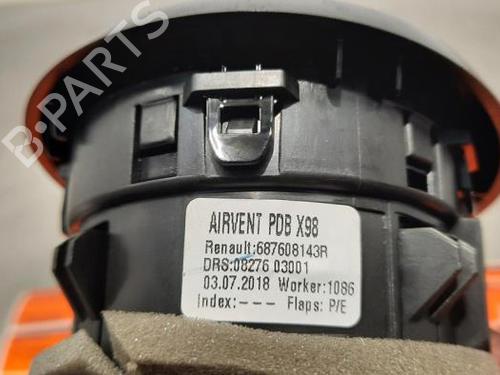 B-PARTS
AIRVENT PDB X98
Renault:687608143R
DRS:08276 03001
03.07.2018 Worker:1086
Index:--- Flaps: P/E